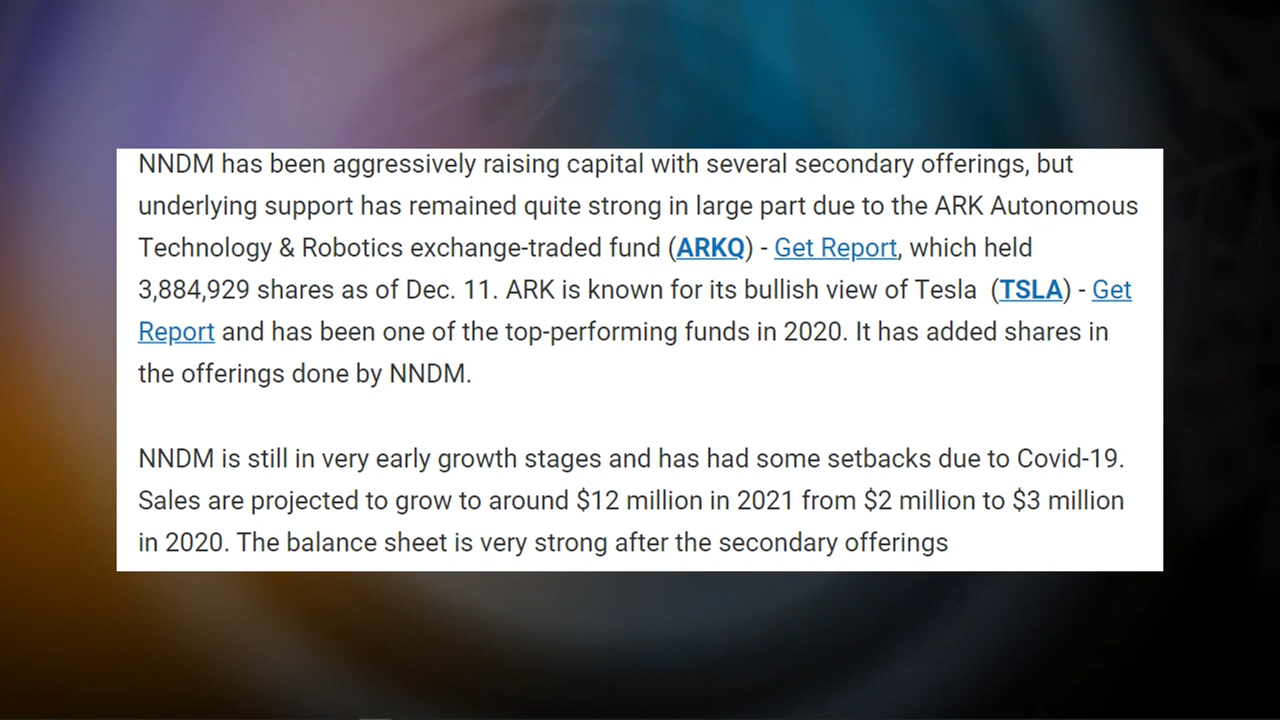 NNDM has been aggressively raising capital with several secondary offerings, but
underlying support has remained quite strong in large part due to the ARK Autonomous
Technology & Robotics exchange-traded fund (ARKQ) - Get Report, which held
3,884,929 shares as of Dec. 11. ARK is known for its bullish view of Tesla  (TSLA) - Get
Report and has been one of the top-performing funds in 2020. It has added shares in
the offerings done by NNDM.
NNDM is still in very early growth stages and has had some setbacks due to Covid-19.
Sales are projected to grow to around $12 million in 2021 from $2 million to $3 million
in 2020. The balance sheet is very strong after the secondary offerings